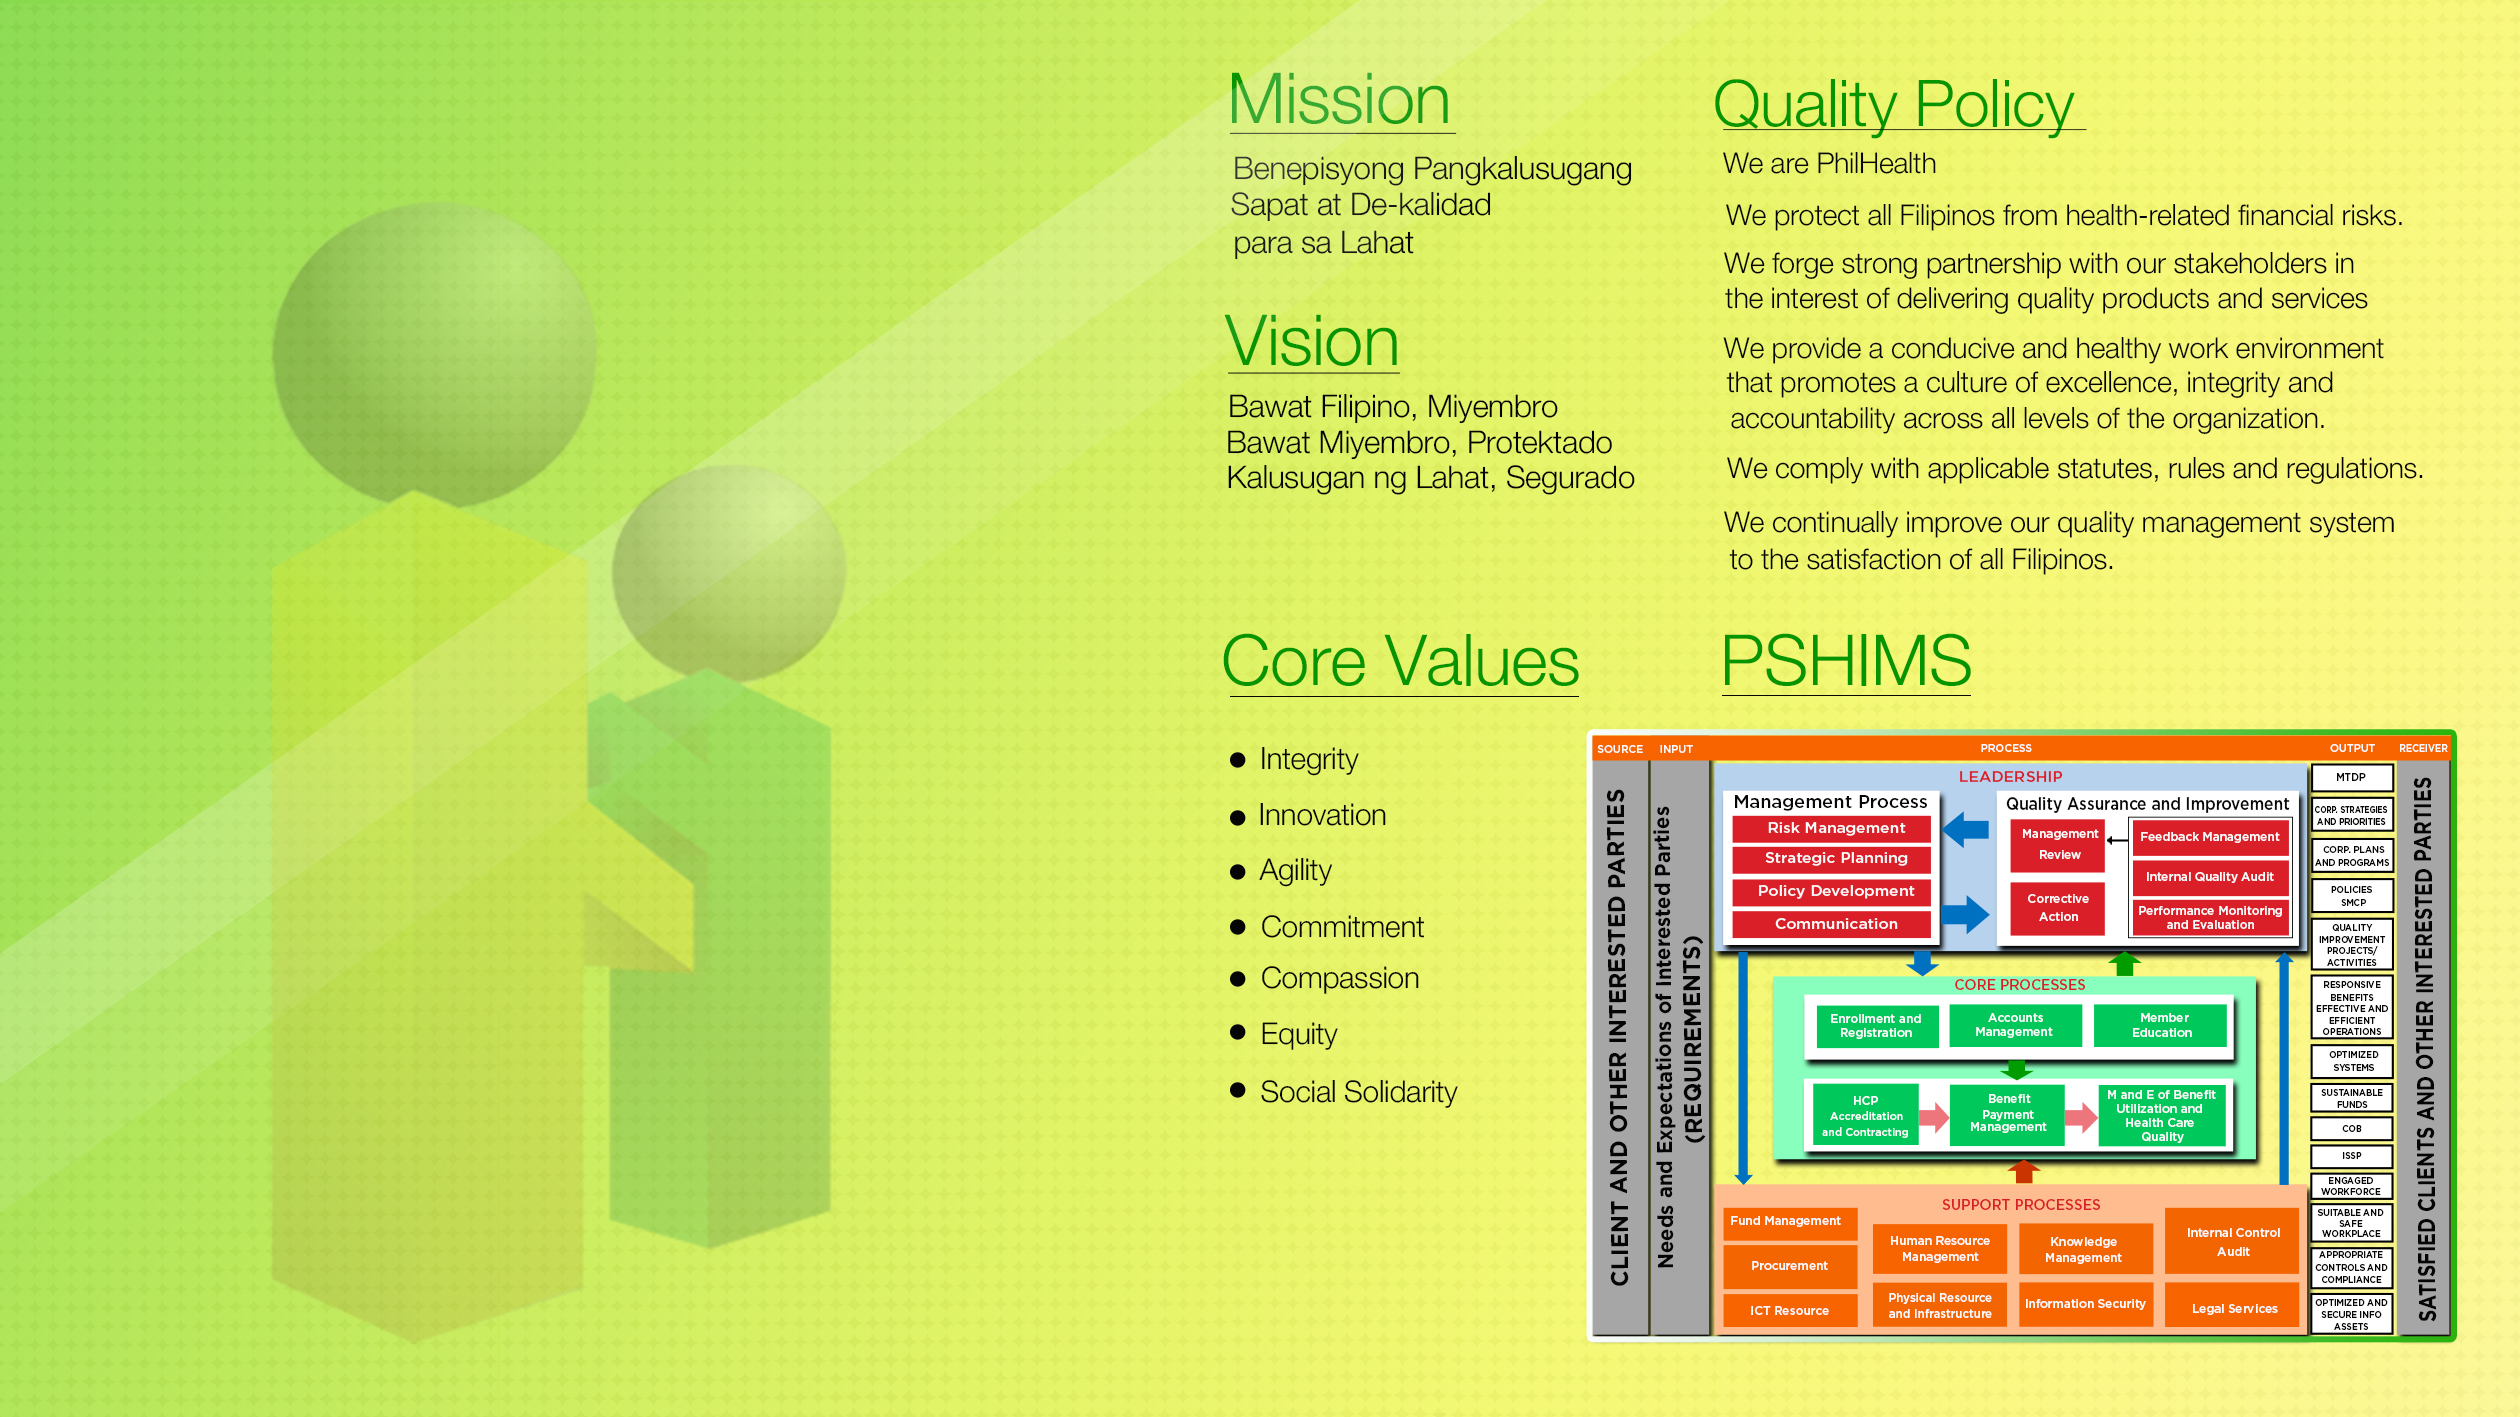 Mission
Benepisyong Pangkalusugang
Sapat at De-kalidad
para sa Lahat
Vision
Bawat Filipino, Miyembro
Bawat Miyembro, Protektado
Kalusugan ng Lahat, Segurado
Quality Policy
We are PhilHealth
We protect all Filipinos from health-related financial risks.
We forge strong partnership with our stakeholders in
the interest of delivering quality products and services
We provide a conducive and healthy work environment
that promotes a culture of excellence, integrity and
accountability across all levels of the organization.
We comply with applicable statutes, rules and regulations.
We continually improve our quality management system
to the satisfaction of all Filipinos.
Core Values
Integrity
Innovation
Agility
Commitment
Compassion
Equity
Social Solidarity
PSHIMS
SOURCE
INPUT
PROCESS
OUTPUT
RECEIVER
CLIENT AND OTHER INTERESTED PARTIES
Needs and Expectations of Interested Parties
(REQUIREMENTS)
LEADERSHIP
Management Process
Risk Management
Strategic Planning
Policy Development
Communication
Quality Assurance and Improvement
Management
Review
Corrective
Action
Feedback Management
Internal Quality Audit
Performance Monitoring
and Evaluation
CORE PROCESSES
Enrollment and
Registration
Accounts
Management
Member
Education
HCP
Accreditation
and Contracting
Benefit
Payment
Management
M and E of Benefit
Utilization and
Health Care
Quality
SUPPORT PROCESSES
Fund Management
Procurement
ICT Resource
Human Resource
Management
Physical Resource
and Infrastructure
Knowledge
Management
Information Security
Internal Control
Audit
Legal Services
MTDP
CORP. STRATEGIES
AND PRIORITIES
CORP. PLANS
AND PROGRAMS
POLICIES
SMCP
QUALITY
IMPROVEMENT
PROJECTS/
ACTIVITIES
RESPONSIVE
BENEFITS
EFFECTIVE AND
EFFICIENT
OPERATIONS
OPTIMIZED
SYSTEMS
SUSTAINABLE
FUNDS
COB
ISSP
ENGAGED
WORKFORCE
SUITABLE AND
SAFE
WORKPLACE
APPROPRIATE
CONTROLS AND
COMPLIANCE
OPTIMIZED AND
SECURE INFO
ASSETS
SATISFIED CLIENTS AND OTHER INTERESTED PARTIES